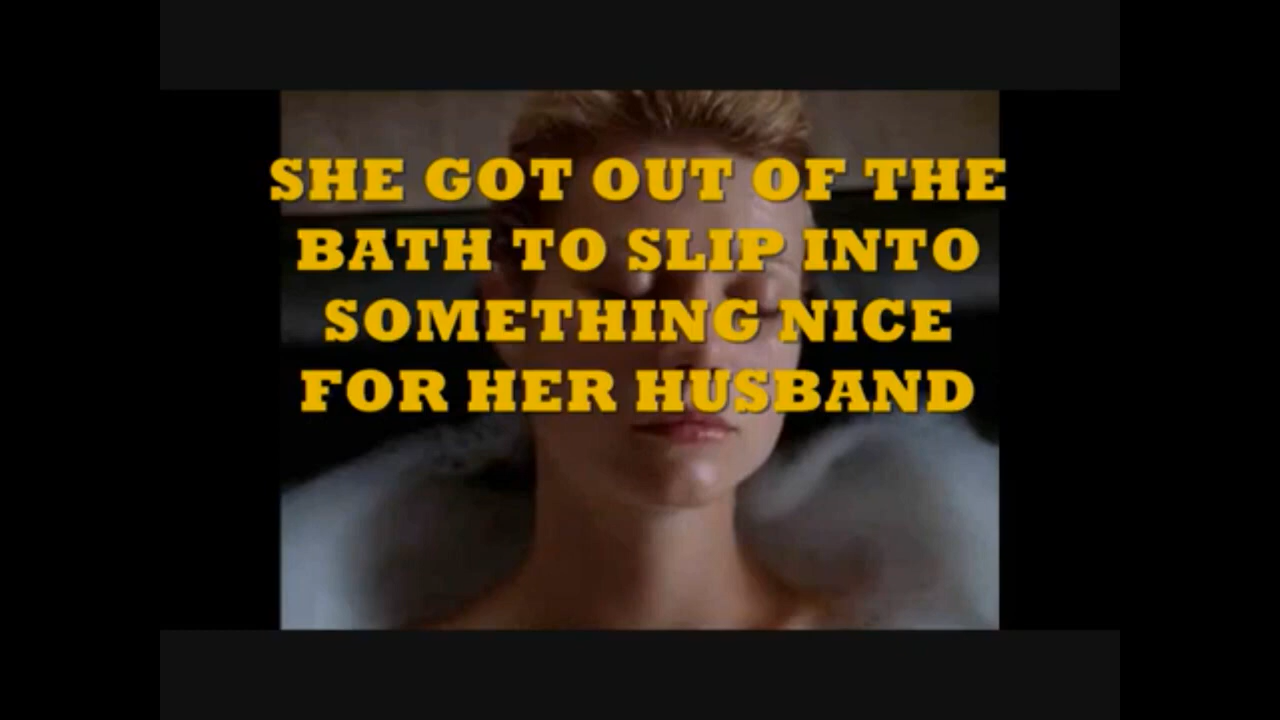 SHE GOT OUT OF THE
BATH TO SLIP INTO
SOMETHING NICE
FOR HER HUSBAND